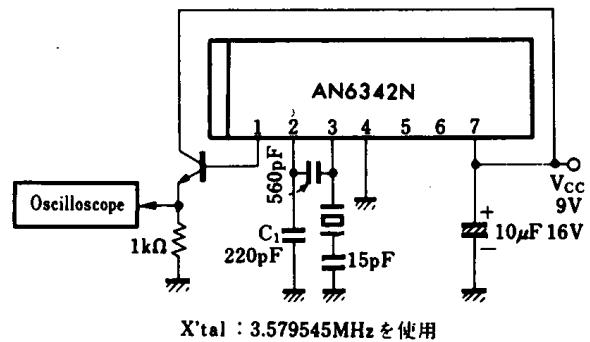 AN6342N
1 2 3 4 5 6 7
560pF
VCC
9V
Oscilloscope
+
10μF 16V
−
C1
1kΩ
220pF
15pF
X'tal : 3.579545MHzを使用